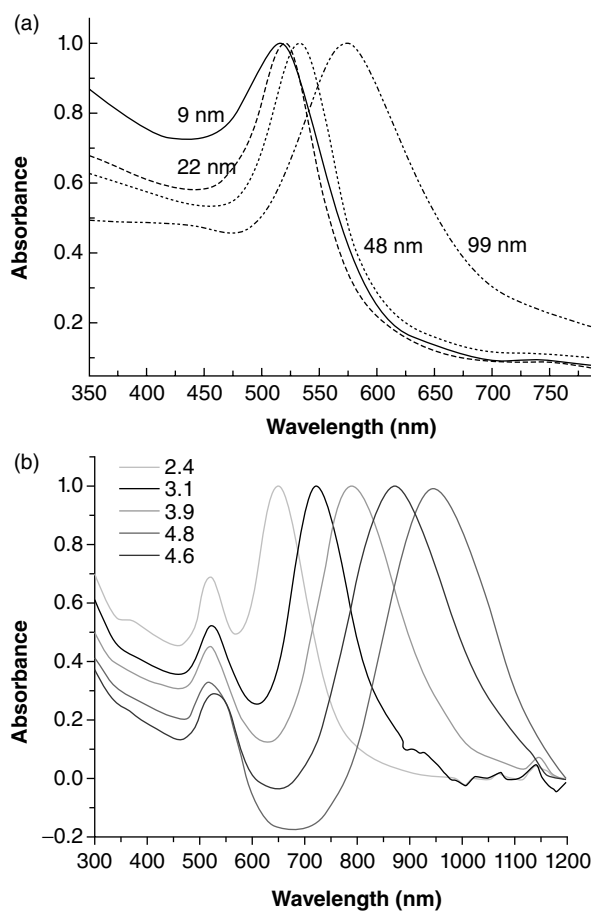 (a)
1.0
0.8
0.6
0.4
0.2
Absorbance
9 nm
22 nm
48 nm
99 nm
350 400 450 500 550 600 650 700 750
Wavelength (nm)
(b)
2.4
3.1
3.9
4.8
4.6
1.0
0.8
0.6
0.4
0.2
0.0
−0.2
Absorbance
300 400 500 600 700 800 900 1000 1100 1200
Wavelength (nm)